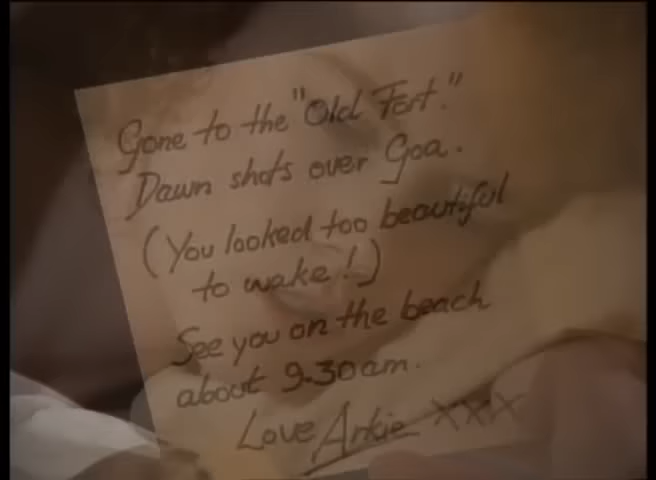 Gone to the "Old Fort."
Dawn shots over Goa.
(You looked too beautiful
to wake!)
See you on the beach
about 9.30am.
Love Arkie XXX